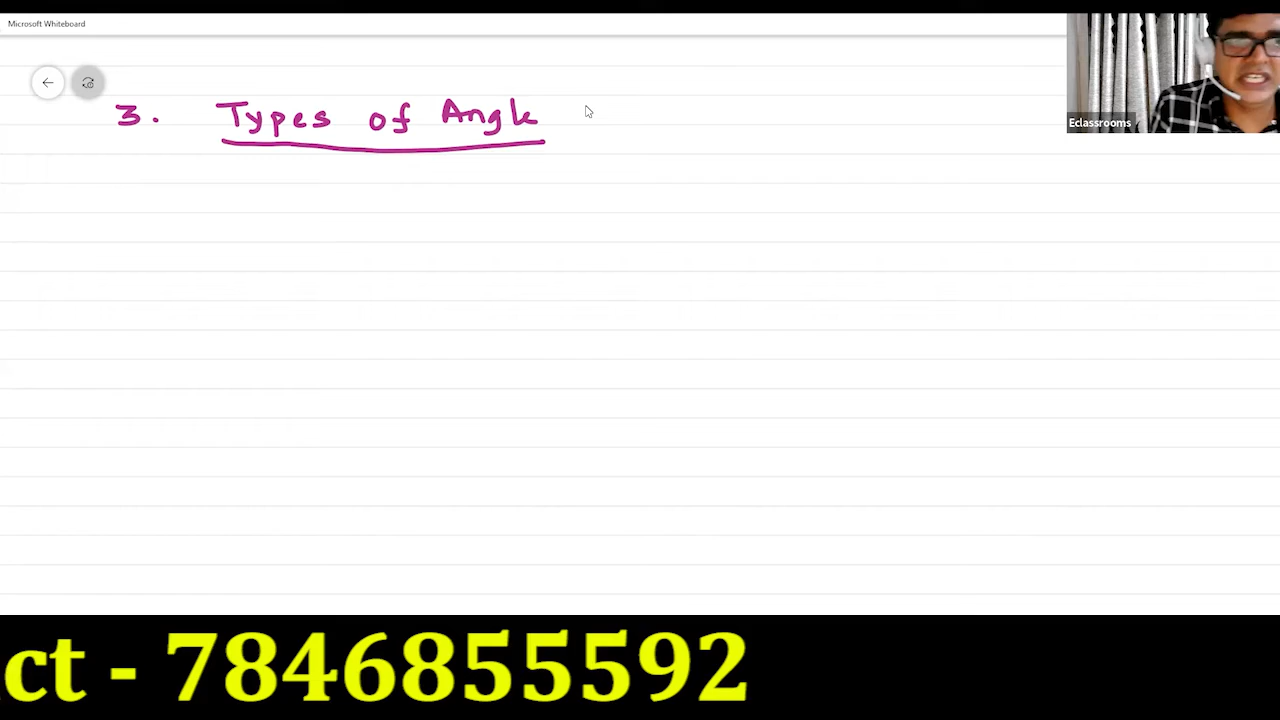 Microsoft Whiteboard
3. Types of Angle
Eclassrooms
ct - 7846855592